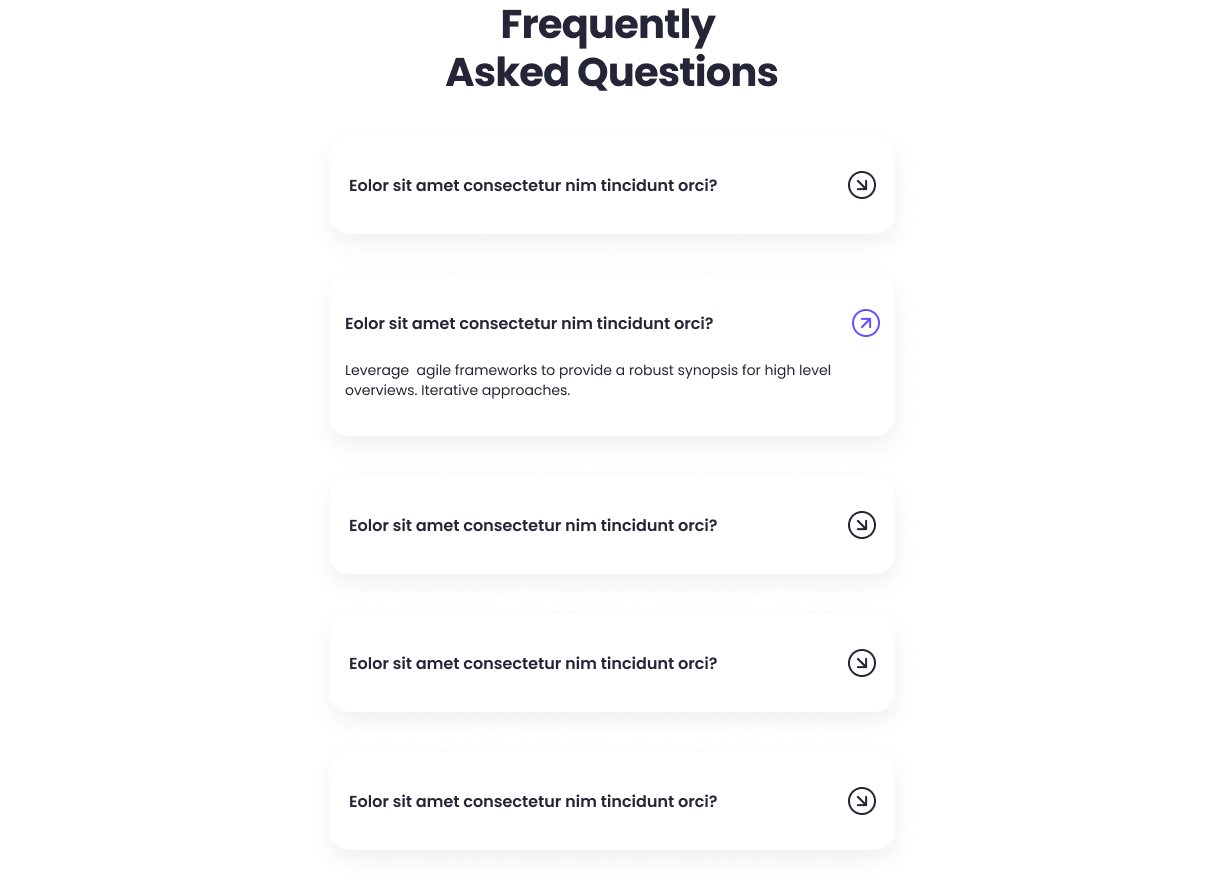 Frequently
Asked Questions
Eolor sit amet consectetur nim tincidunt orci?
Eolor sit amet consectetur nim tincidunt orci?
Leverage  agile frameworks to provide a robust synopsis for high level
overviews. Iterative approaches.
Eolor sit amet consectetur nim tincidunt orci?
Eolor sit amet consectetur nim tincidunt orci?
Eolor sit amet consectetur nim tincidunt orci?